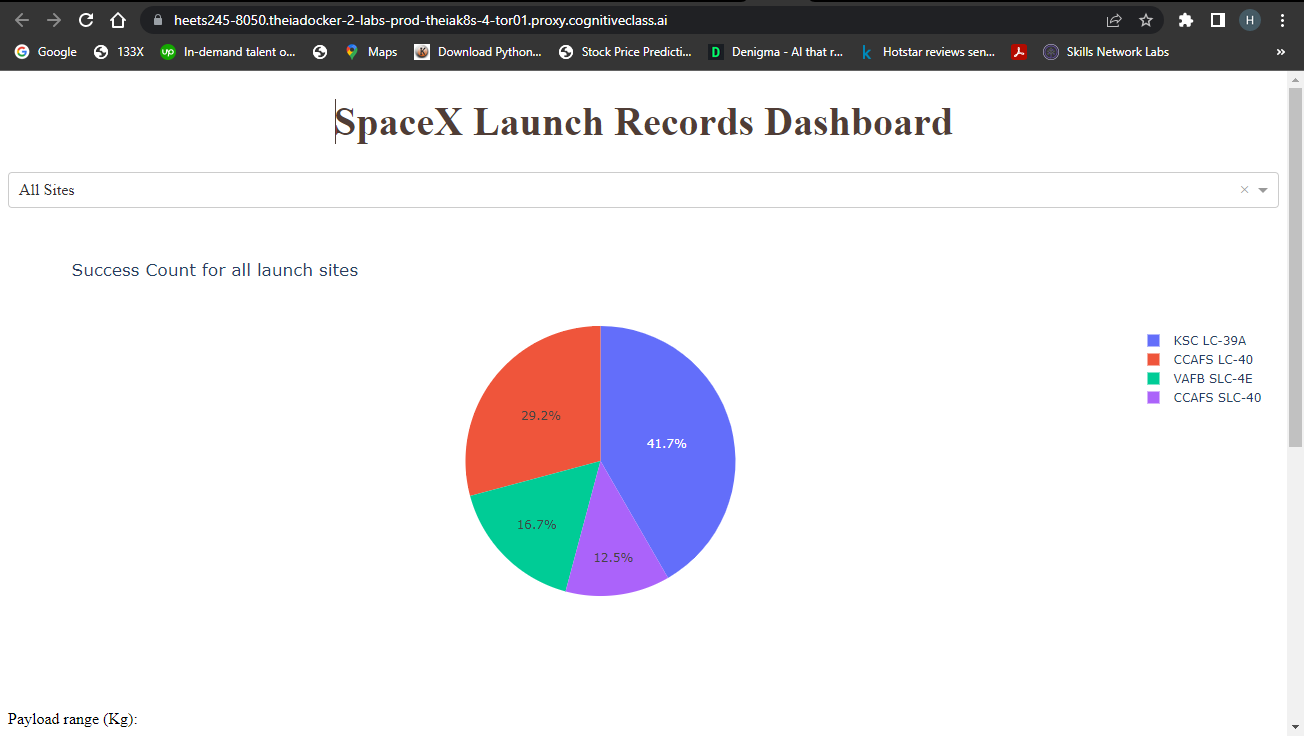 heets245-8050.theiadocker-2-labs-prod-theiak8s-4-tor01.proxy.cognitiveclass.ai
H
Google 133X up In-demand talent o... Maps K Download Python... Stock Price Predicti... D Denigma - AI that r... k Hotstar reviews sen... Skills Network Labs »
SpaceX Launch Records Dashboard
All Sites × 
Success Count for all launch sites
KSC LC-39A
CCAFS LC-40
VAFB SLC-4E
CCAFS SLC-40
29.2%
41.7%
16.7%
12.5%
Payload range (Kg):